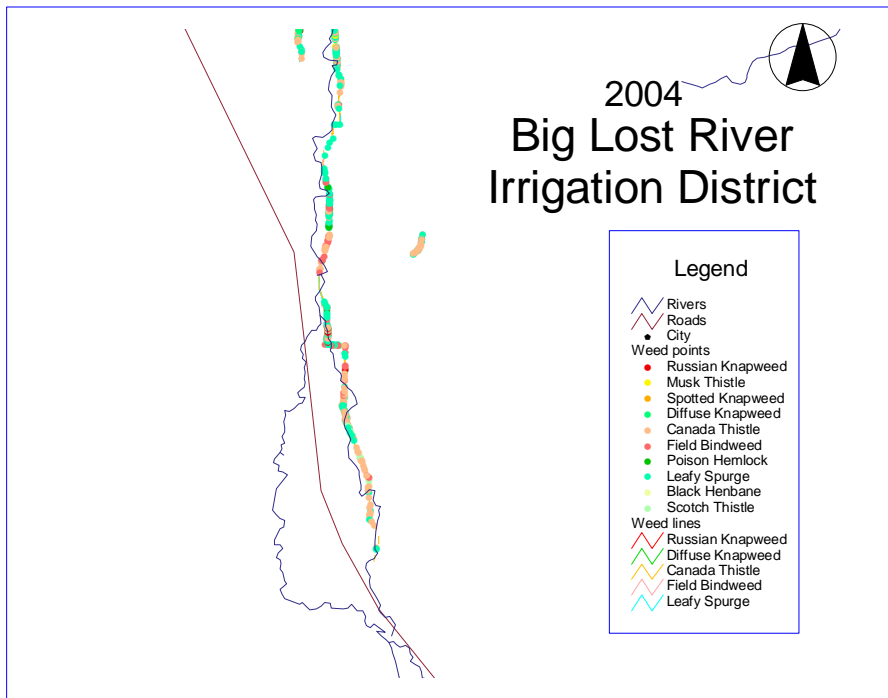 2004
Big Lost River
Irrigation District
Legend
Rivers
Roads
City
Weed points
Russian Knapweed
Musk Thistle
Spotted Knapweed
Diffuse Knapweed
Canada Thistle
Field Bindweed
Poison Hemlock
Leafy Spurge
Black Henbane
Scotch Thistle
Weed lines
Russian Knapweed
Diffuse Knapweed
Canada Thistle
Field Bindweed
Leafy Spurge